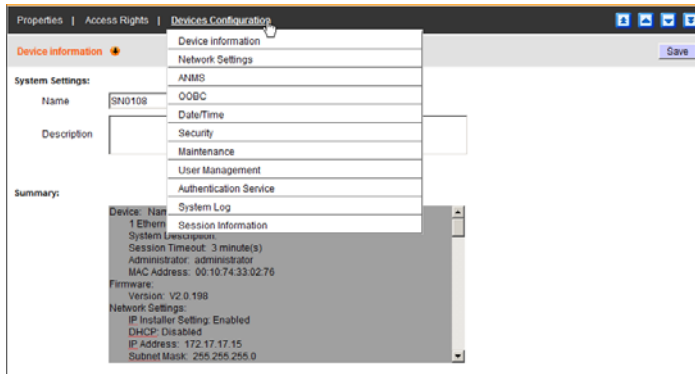 Properties | Access Rights | Devices Configuration
Device information
Save
Device information
Network Settings
ANMS
OOBC
Date/Time
Security
Maintenance
User Management
Authentication Service
System Log
Session Information
System Settings:
Name SN0108
Description
Summary:
Device: Nam
1 Ethern
System Description:
Session Timeout: 3 minute(s)
Administrator: administrator
MAC Address: 00:10:74:33:02:76
Firmware:
Version: V2.0.198
Network Settings:
IP Installer Setting: Enabled
DHCP: Disabled
IP Address: 172.17.17.15
Subnet Mask: 255.255.255.0